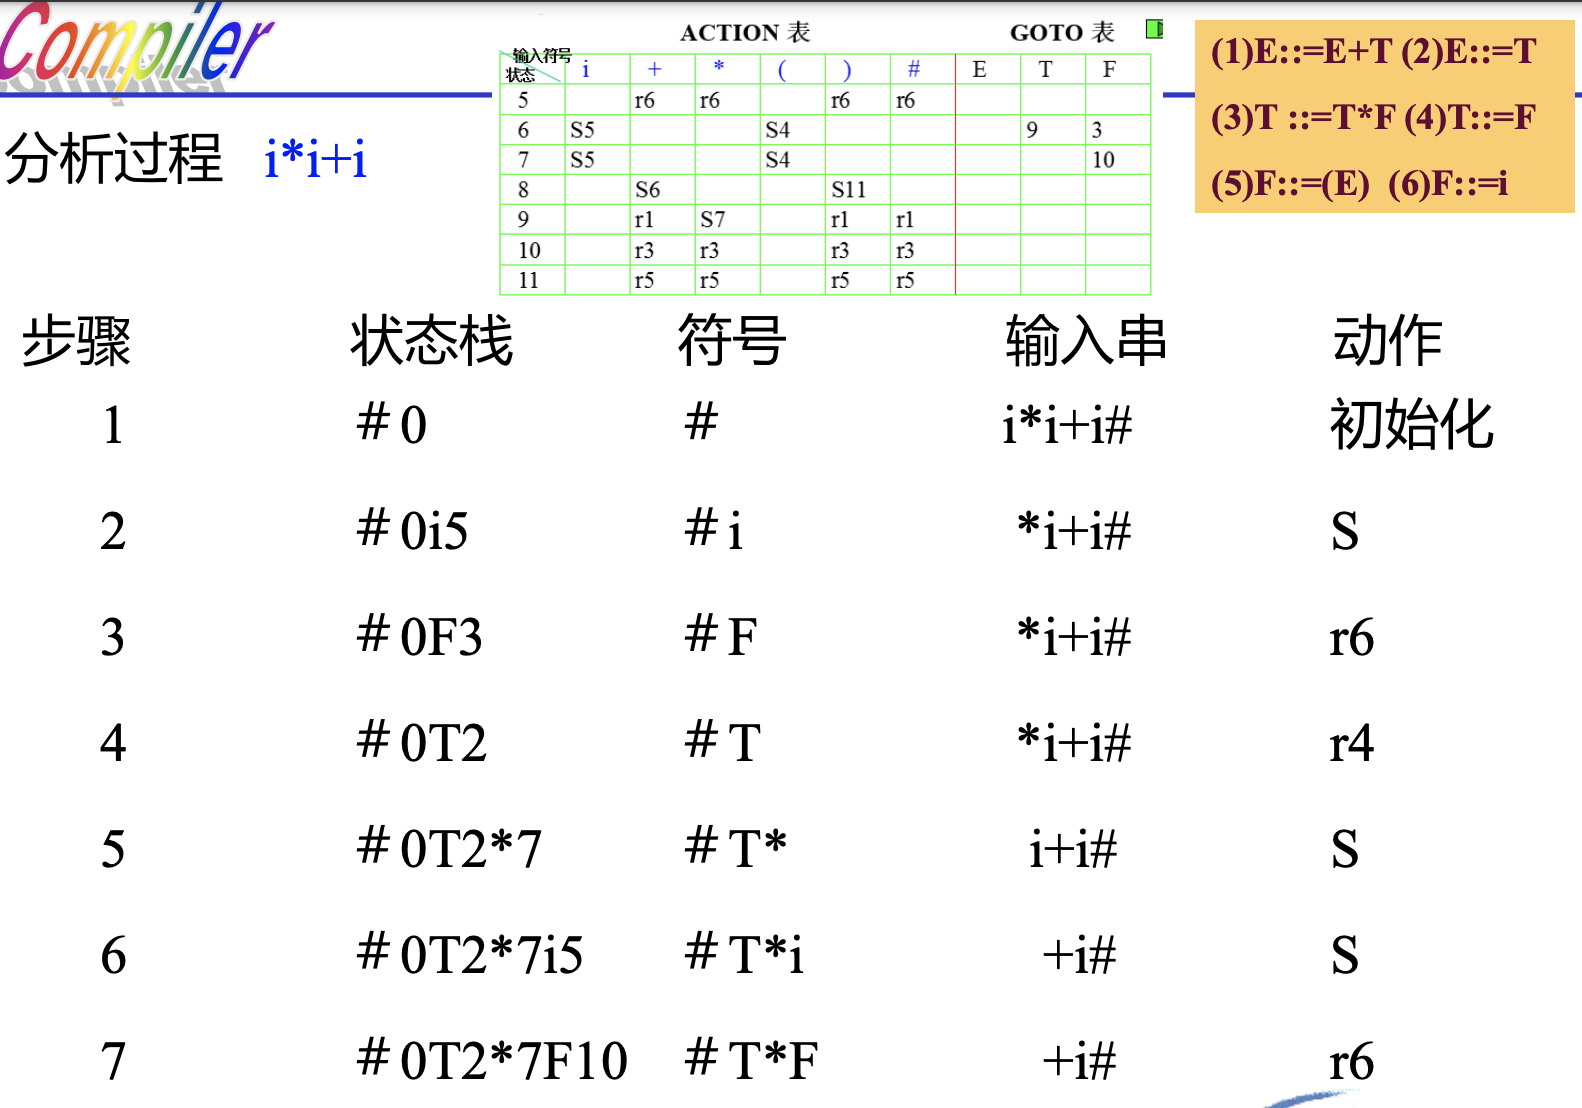 Compiler
ACTION 表 GOTO 表
输入符号
状态 i + * ( ) # E T F
5 r6 r6 r6 r6
6 S5 S4 9 3
7 S5 S4 10
8 S6 S11
9 r1 S7 r1 r1
10 r3 r3 r3 r3
11 r5 r5 r5 r5
(1)E::=E+T (2)E::=T
(3)T ::=T*F (4)T::=F
(5)F::=(E) (6)F::=i
分析过程 i*i+i
步骤 状态栈 符号 输入串 动作
1 #0 # i*i+i# 初始化
2 #0i5 #i *i+i# S
3 #0F3 #F *i+i# r6
4 #0T2 #T *i+i# r4
5 #0T2*7 #T* i+i# S
6 #0T2*7i5 #T*i +i# S
7 #0T2*7F10 #T*F +i# r6